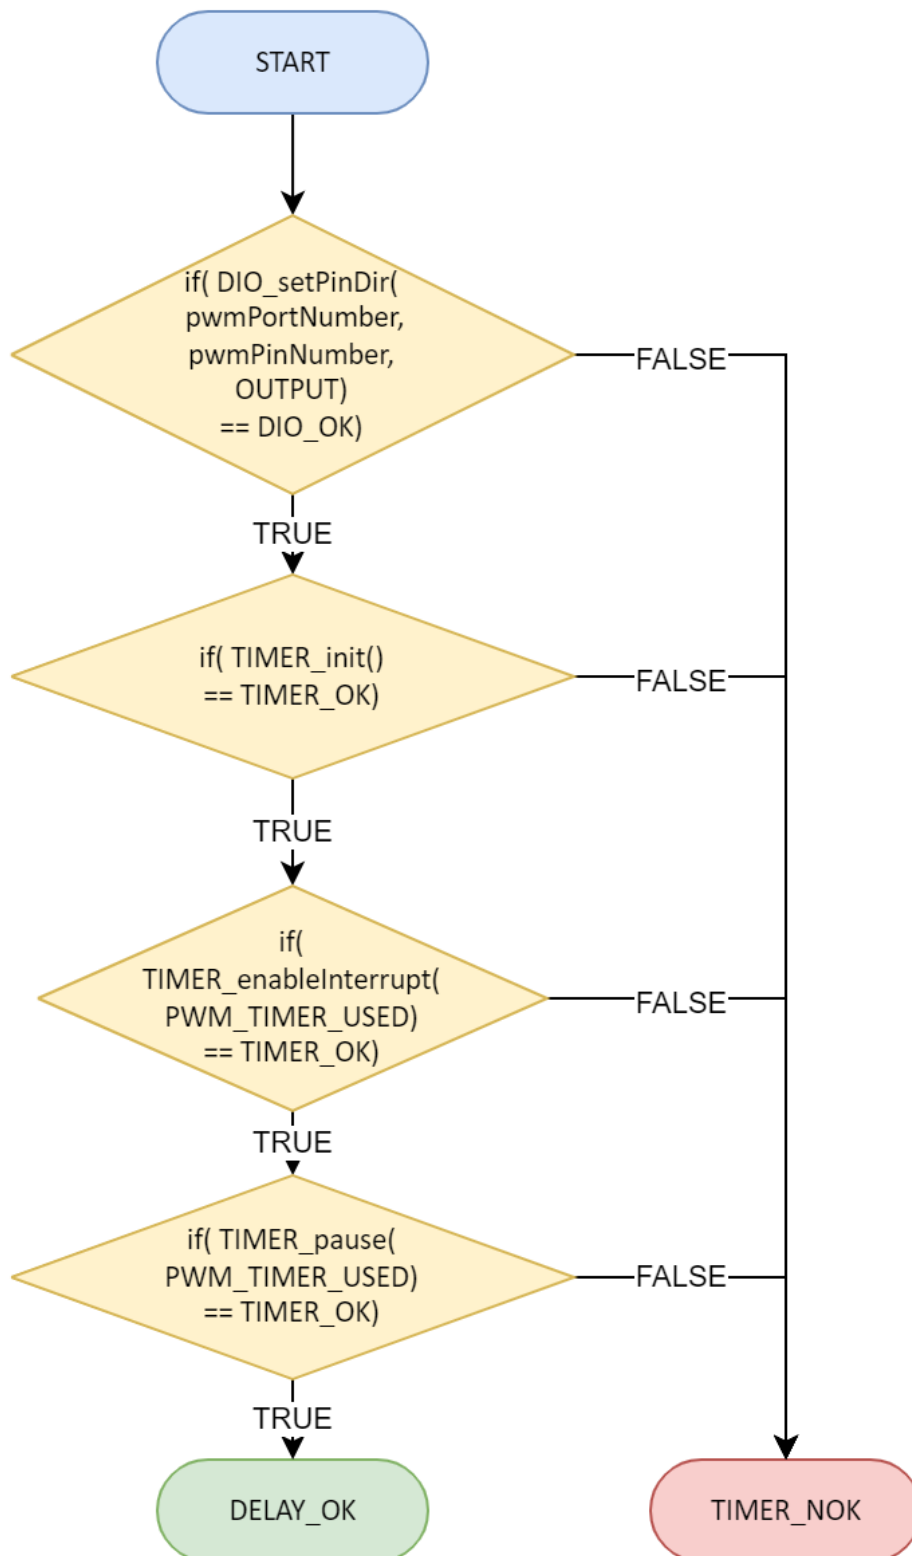 START
if( DIO_setPinDir(
pwmPortNumber,
pwmPinNumber,
OUTPUT)
== DIO_OK)
FALSE
TRUE
if( TIMER_init()
== TIMER_OK)
FALSE
TRUE
if(
TIMER_enableInterrupt(
PWM_TIMER_USED)
== TIMER_OK)
FALSE
TRUE
if( TIMER_pause(
PWM_TIMER_USED)
== TIMER_OK)
FALSE
TRUE
DELAY_OK
TIMER_NOK